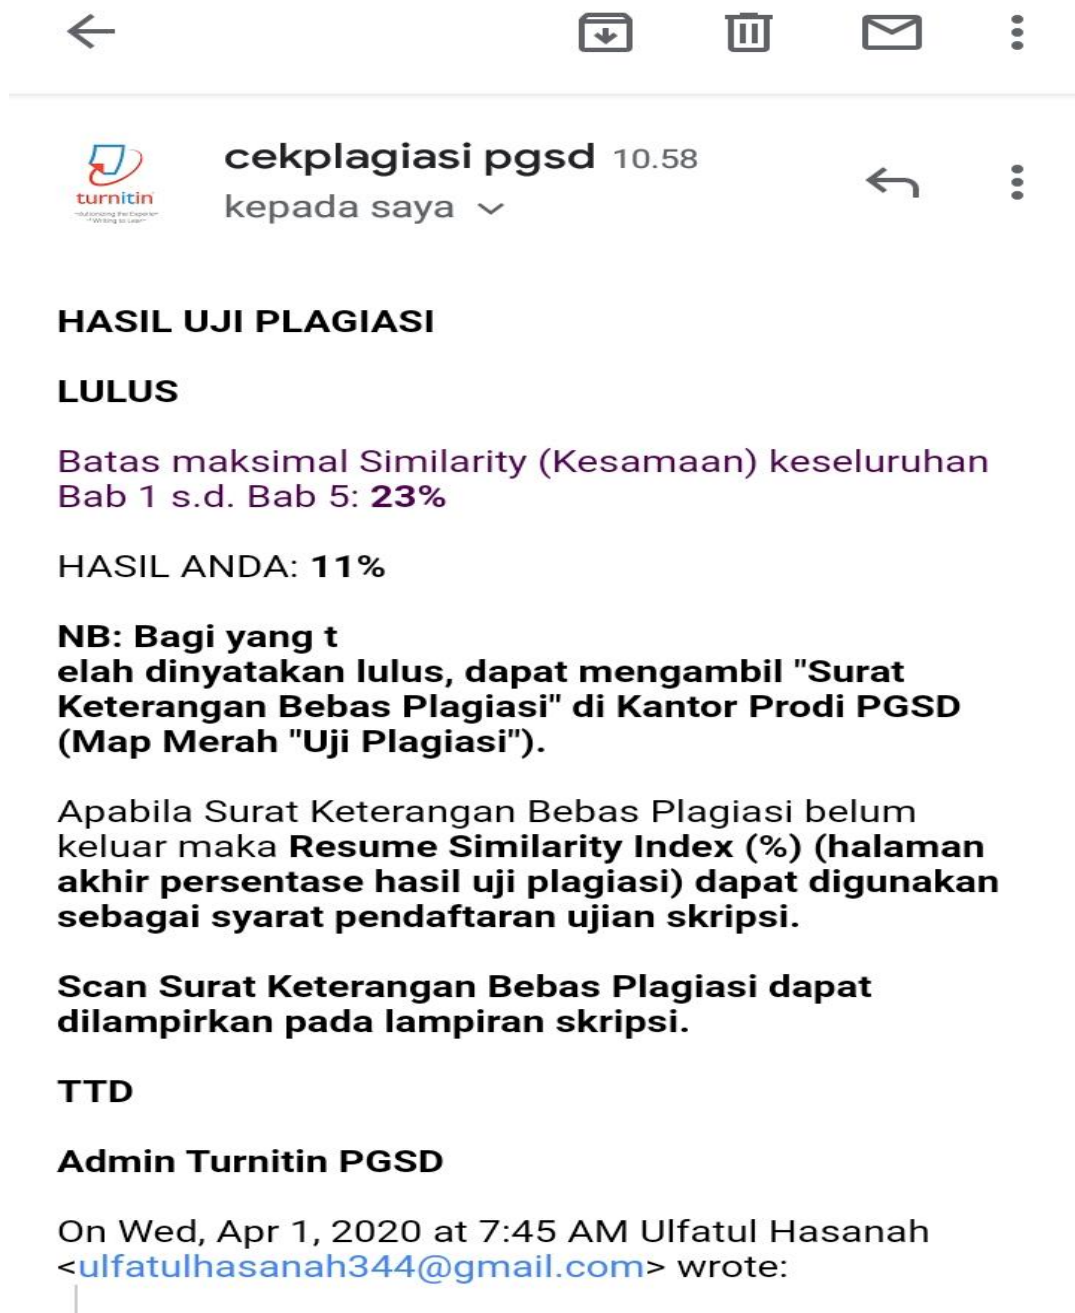 cekplagiasi pgsd 10.58
turnitin
kepada saya
HASIL UJI PLAGIASI
LULUS
Batas maksimal Similarity (Kesamaan) keseluruhan
Bab 1 s.d. Bab 5: 23%
HASIL ANDA: 11%
NB: Bagi yang t
elah dinyatakan lulus, dapat mengambil "Surat
Keterangan Bebas Plagiasi" di Kantor Prodi PGSD
(Map Merah "Uji Plagiasi").
Apabila Surat Keterangan Bebas Plagiasi belum
keluar maka Resume Similarity Index (%) (halaman
akhir persentase hasil uji plagiasi) dapat digunakan
sebagai syarat pendaftaran ujian skripsi.
Scan Surat Keterangan Bebas Plagiasi dapat
dilampirkan pada lampiran skripsi.
TTD
Admin Turnitin PGSD
On Wed, Apr 1, 2020 at 7:45 AM Ulfatul Hasanah
<ulfatulhasanah344@gmail.com> wrote: